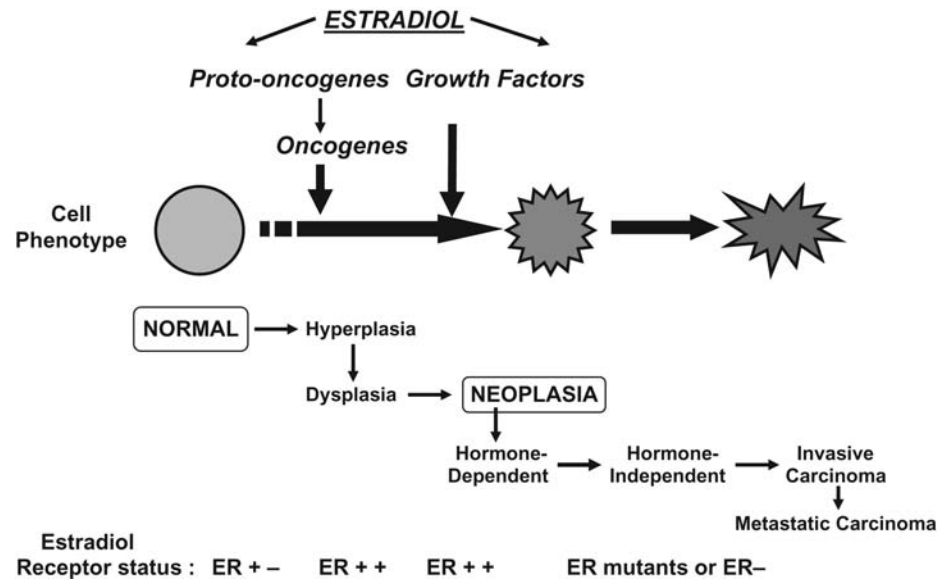 ESTRADIOL
Proto-oncogenes Growth Factors
Oncogenes
Cell
Phenotype
NORMAL
Hyperplasia
Dysplasia
NEOPLASIA
Hormone-
Dependent
Hormone-
Independent
Invasive
Carcinoma
Metastatic Carcinoma
Estradiol
Receptor status : ER + – ER + + ER + + ER mutants or ER–